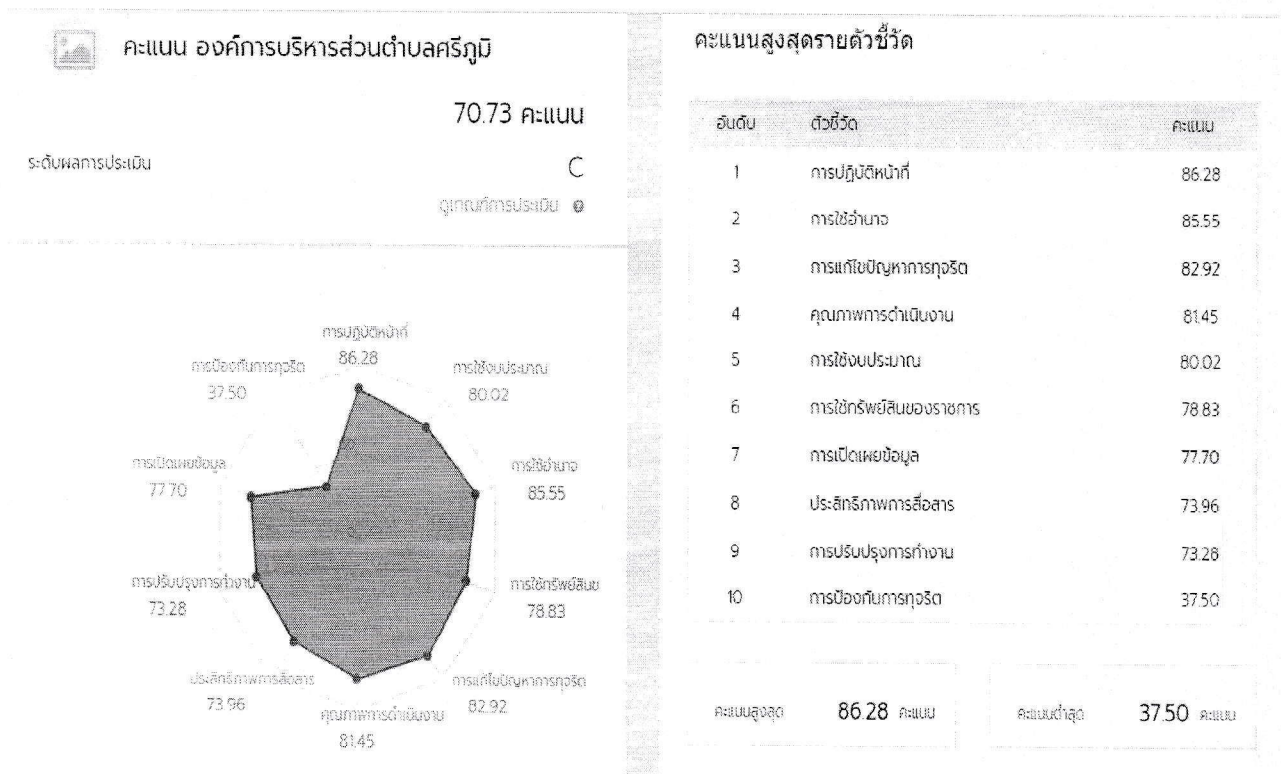 คะแนน องค์การบริหารส่วนตำบลศรีภูมิ
70.73 คะแนน
ระดับผลการประเมิน C
ดูเกณฑ์การประเมิน
การปฏิบัติหน้าที่
86.28
การป้องกันการทุจริต
37.50
การใช้งบประมาณ
80.02
การเปิดเผยข้อมูล
77.70
การใช้อำนาจ
85.55
การปรับปรุงการทำงาน
73.28
การใช้ทรัพย์สินข
78.83
ประสิทธิภาพการสื่อสาร
73.96
การแก้ไขปัญหาการทุจริต
82.92
คุณภาพการดำเนินงาน
81.45
คะแนนสูงสุดรายตัวชี้วัด
อันดับ ตัวชี้วัด คะแนน
1 การปฏิบัติหน้าที่ 86.28
2 การใช้อำนาจ 85.55
3 การแก้ไขปัญหาการทุจริต 82.92
4 คุณภาพการดำเนินงาน 81.45
5 การใช้งบประมาณ 80.02
6 การใช้ทรัพย์สินของราชการ 78.83
7 การเปิดเผยข้อมูล 77.70
8 ประสิทธิภาพการสื่อสาร 73.96
9 การปรับปรุงการทำงาน 73.28
10 การป้องกันการทุจริต 37.50
คะแนนสูงสุด 86.28 คะแนน
คะแนนต่ำสุด 37.50 คะแนน